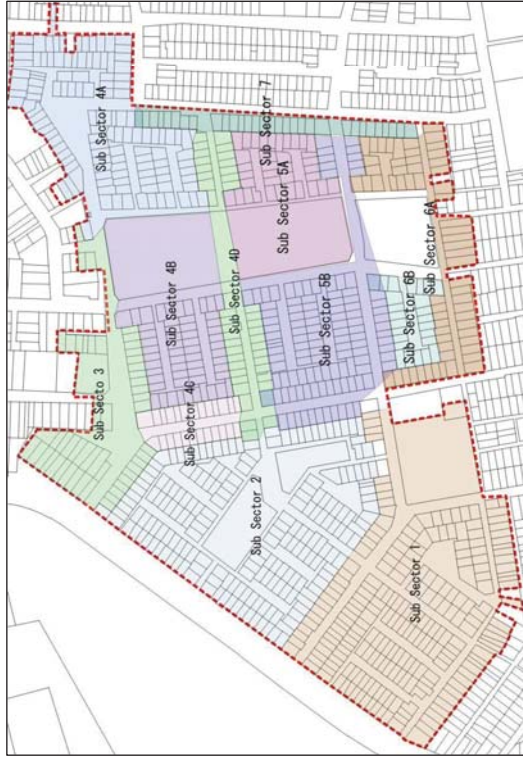 Sub Sector 4A
Sub Sector 7
Sub Sector 5A
Sub Sector 4B
Sub Sector 4D
Sub Secto 3
Sub Sector 4C
Sub Sector 5B
Sub Sector 6A
Sub Sector 6B
Sub Sector 2
Sub Sector 1